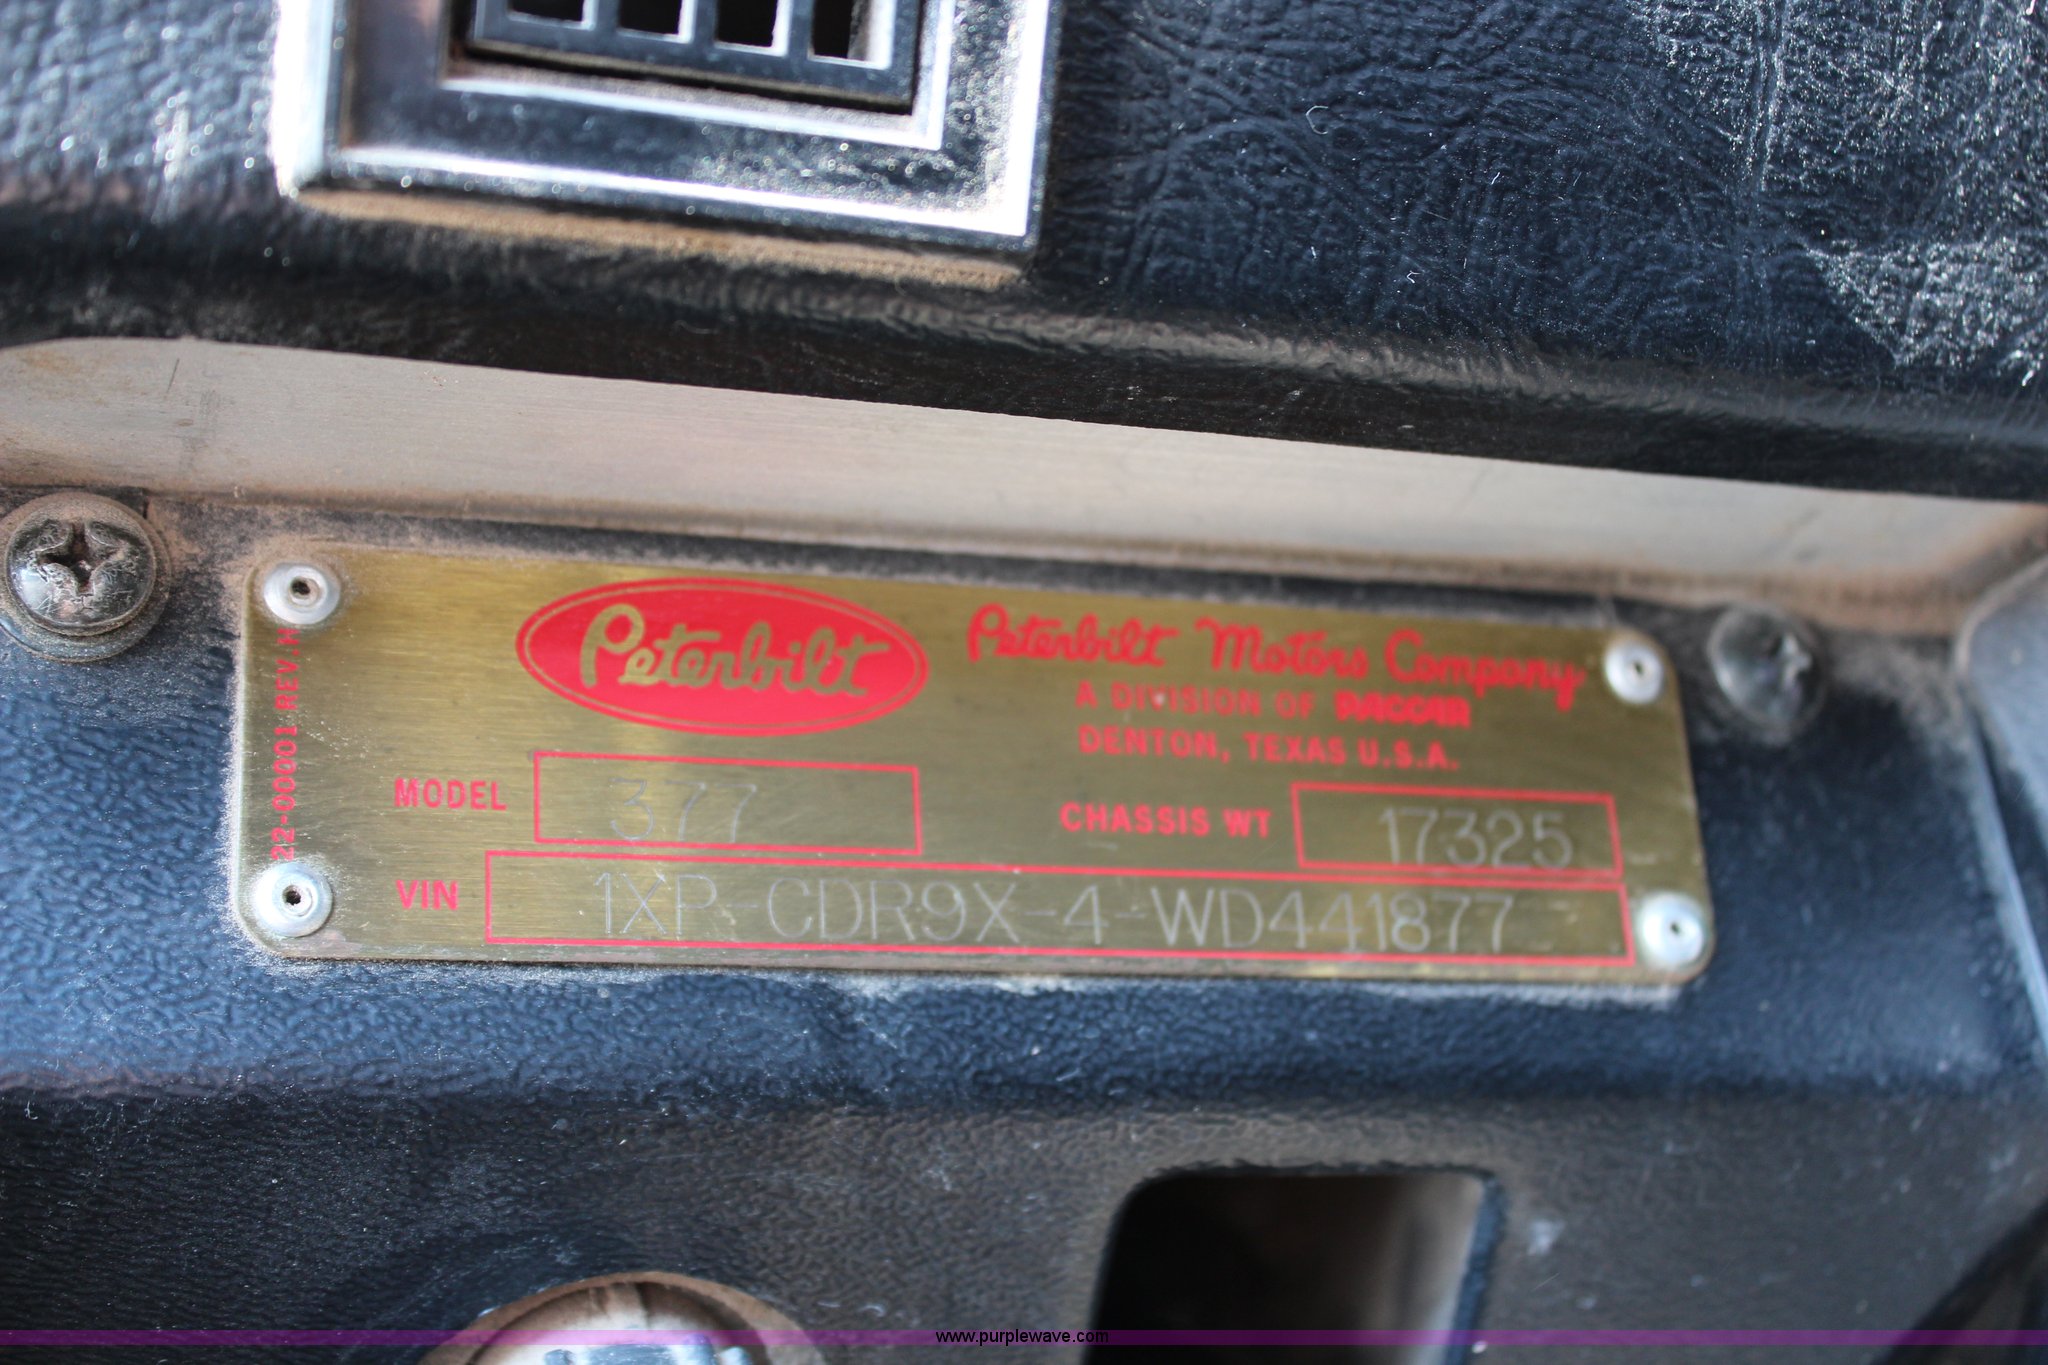 Peterbilt
Peterbilt Motors Company
A DIVISION OF PACCAR
DENTON, TEXAS U.S.A.
22-00001 REV.H
MODEL 377
CHASSIS WT 17325
VIN 1XP-CDR9X-4-WD441877
www.purplewave.com